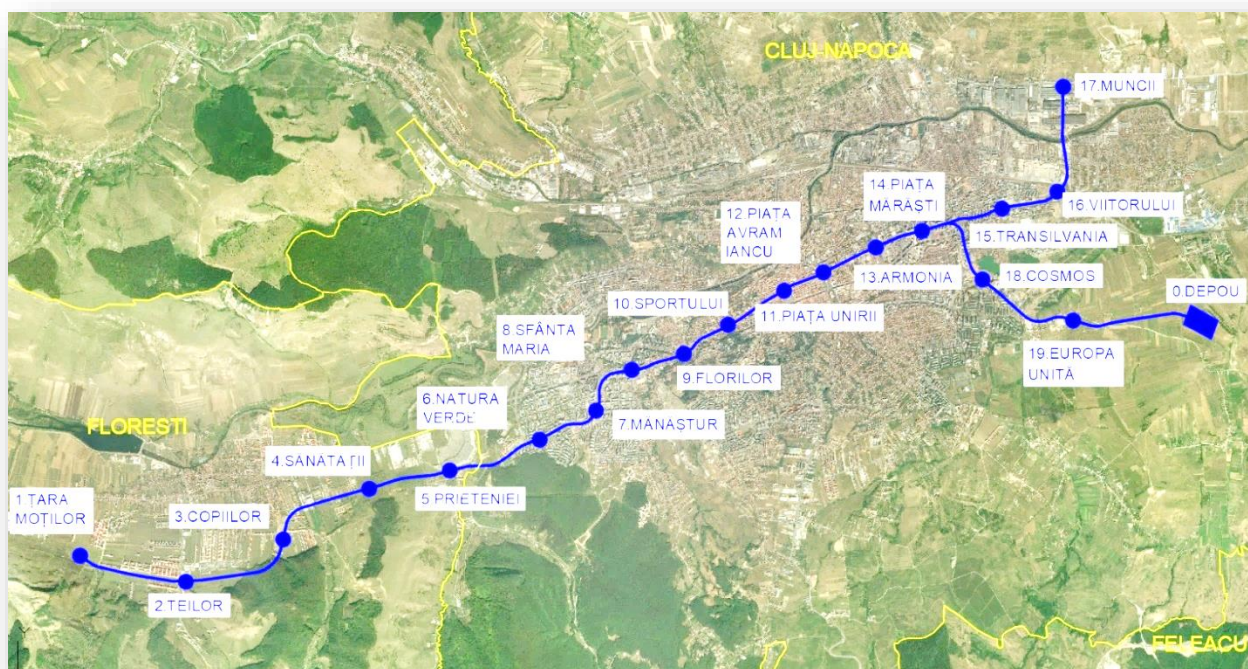 CLUJ-NAPOCA
17.MUNCII
14.PIAȚA
MĂRĂȘTI
16.VIITORULUI
12.PIAȚA
AVRAM
IANCU
15.TRANSILVANIA
13.ARMONIA
18.COSMOS
0.DEPOU
10.SPORTULUI
11.PIAȚA UNIRII
8.SFÂNTA
MARIA
19.EUROPA
UNITĂ
9.FLORILOR
6.NATURA
VERDE
7.MĂNĂȘTUR
FLORESTI
4.SĂNĂTĂȚII
5 PRIETENIEI
1 ȚARA
MOȚILOR
3.COPIILOR
2.TEILOR
FELEACU